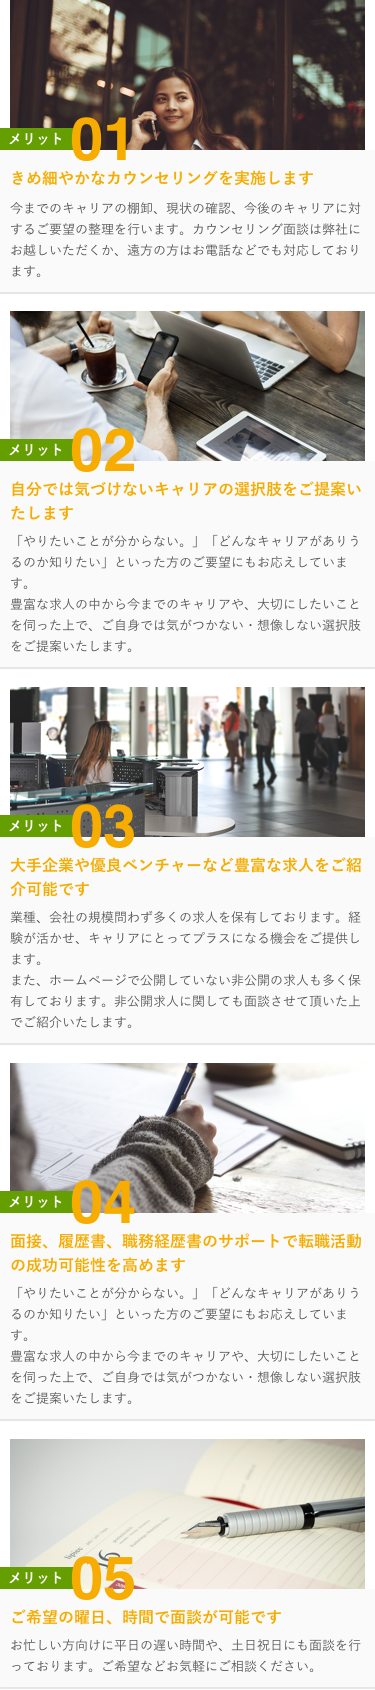 メリット 01
きめ細やかなカウンセリングを実施します
今までのキャリアの棚卸、現状の確認、今後のキャリアに対
するご要望の整理を行います。カウンセリング面談は弊社に
お越しいただくか、遠方の方はお電話などでも対応しており
ます。
メリット 02
自分では気づけないキャリアの選択肢をご提案い
たします
「やりたいことが分からない。」「どんなキャリアがありう
るのか知りたい」といった方のご要望にもお応えしていま
す。
豊富な求人の中から今までのキャリアや、大切にしたいこと
を伺った上で、ご自身では気がつかない・想像しない選択肢
をご提案いたします。
メリット 03
大手企業や優良ベンチャーなど豊富な求人をご紹
介可能です
業種、会社の規模問わず多くの求人を保有しております。経
験が活かせ、キャリアにとってプラスになる機会をご提供し
ます。
また、ホームページで公開していない非公開の求人も多く保
有しております。非公開求人に関しても面談させて頂いた上
でご紹介いたします。
メリット 04
面接、履歴書、職務経歴書のサポートで転職活動
の成功可能性を高めます
「やりたいことが分からない。」「どんなキャリアがありう
るのか知りたい」といった方のご要望にもお応えしていま
す。
豊富な求人の中から今までのキャリアや、大切にしたいこと
を伺った上で、ご自身では気がつかない・想像しない選択肢
をご提案いたします。
メリット 05
ご希望の曜日、時間で面談が可能です
お忙しい方向けに平日の遅い時間や、土日祝日にも面談を行
っております。ご希望などお気軽にご相談ください。